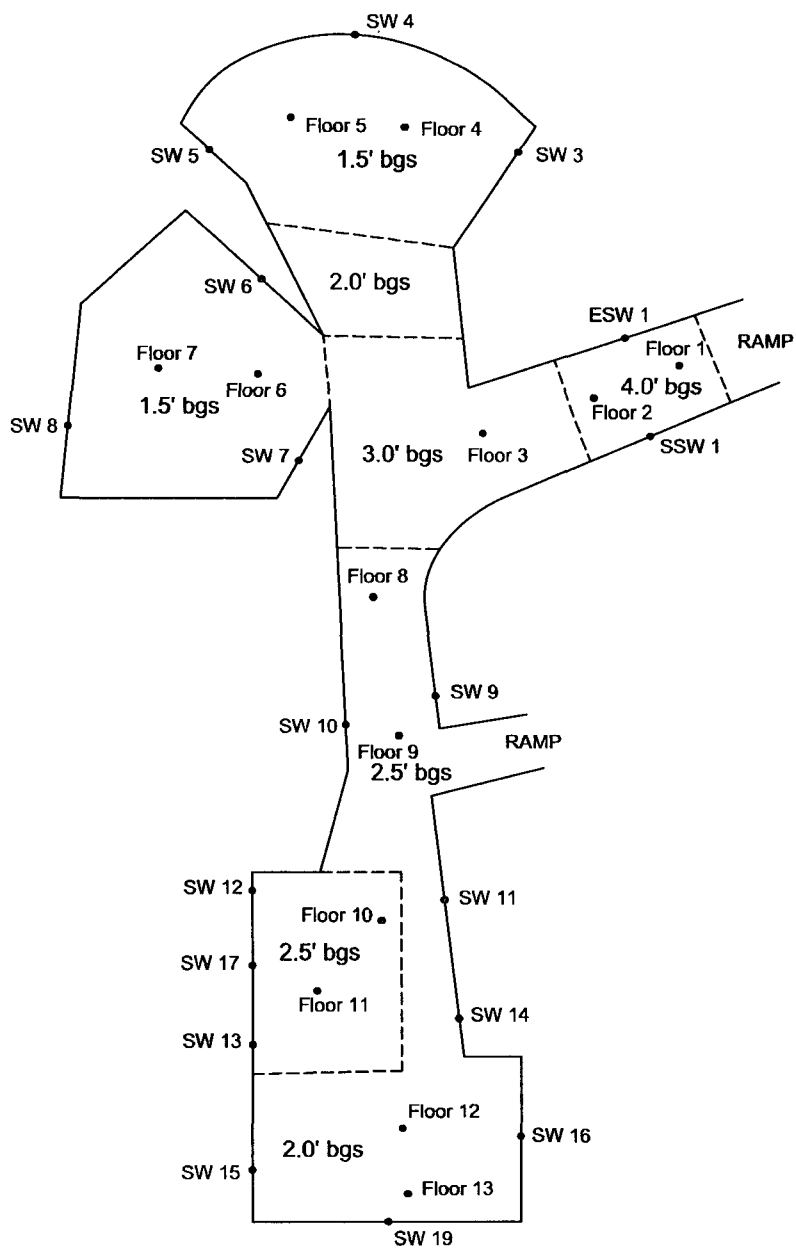 SW 4
Floor 5
Floor 4
SW 5
1.5' bgs
SW 3
2.0' bgs
SW 6
ESW 1
RAMP
Floor 1
Floor 7
Floor 6
4.0' bgs
1.5' bgs
Floor 2
SW 8
SW 7
3.0' bgs
Floor 3
SSW 1
Floor 8
SW 9
SW 10
RAMP
Floor 9
2.5' bgs
SW 12
SW 11
Floor 10
2.5' bgs
SW 17
Floor 11
SW 14
SW 13
Floor 12
SW 16
2.0' bgs
SW 15
Floor 13
SW 19